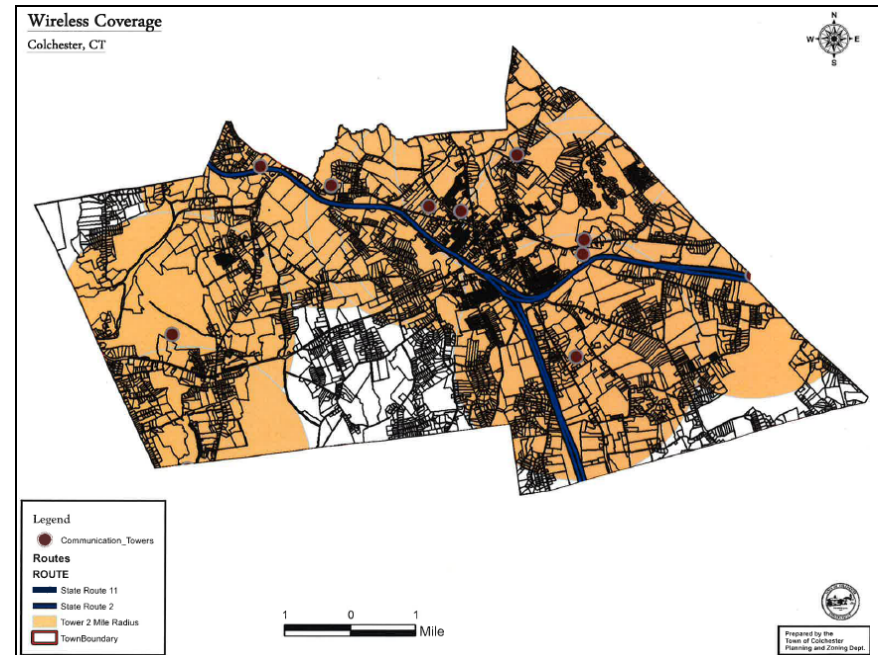 Wireless Coverage
Colchester, CT
N
W
E
S
Legend
Communication_Towers
Routes
ROUTE
State Route 11
State Route 2
Tower 2 Mile Radius
TownBoundary
1 0 1
Mile
Prepared by the
Town of Colchester
Planning and Zoning Dept.